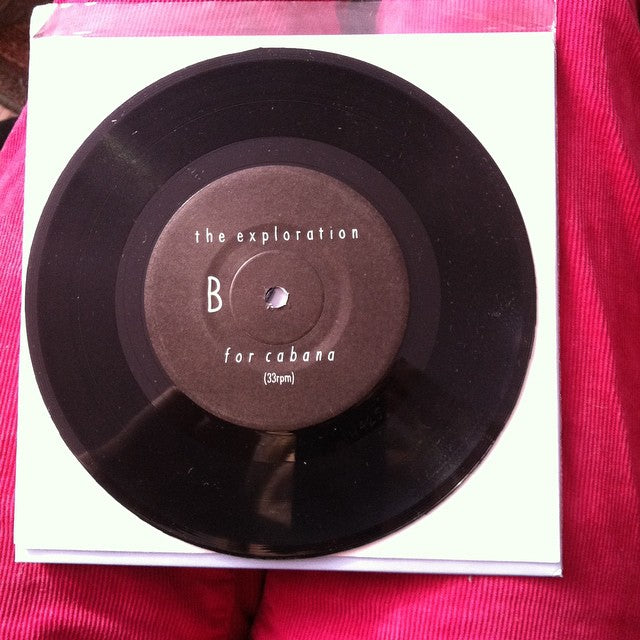 the exploration
B
for cabana
(33rpm)